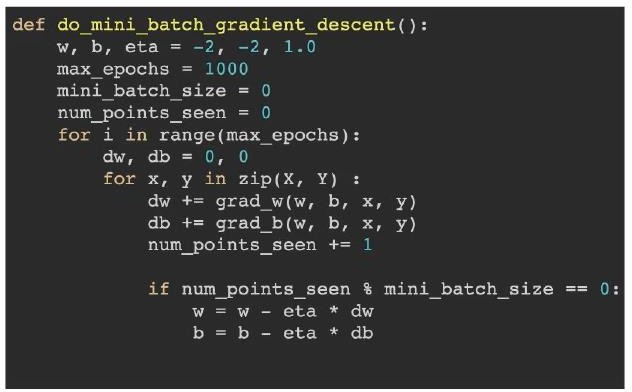 def do_mini_batch_gradient_descent():
    w, b, eta = -2, -2, 1.0
    max_epochs = 1000
    mini_batch_size = 0
    num_points_seen = 0
    for i in range(max_epochs):
        dw, db = 0, 0
        for x, y in zip(X, Y) :
            dw += grad_w(w, b, x, y)
            db += grad_b(w, b, x, y)
            num_points_seen += 1

            if num_points_seen % mini_batch_size == 0:
                w = w - eta * dw
                b = b - eta * db